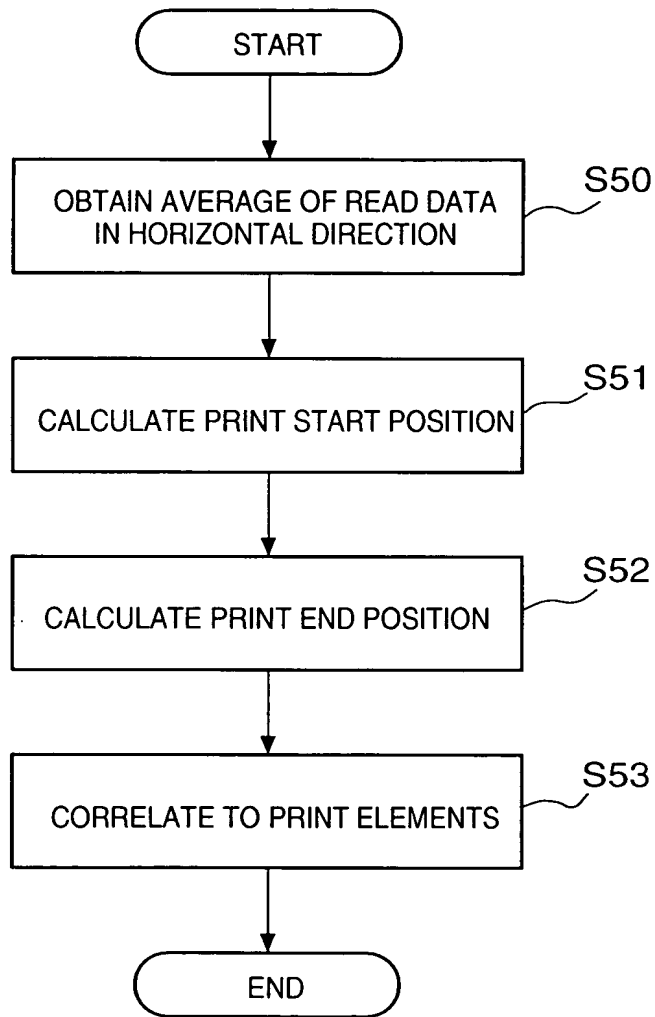 START
OBTAIN AVERAGE OF READ DATA
IN HORIZONTAL DIRECTION
S50
CALCULATE PRINT START POSITION
S51
CALCULATE PRINT END POSITION
S52
CORRELATE TO PRINT ELEMENTS
S53
END